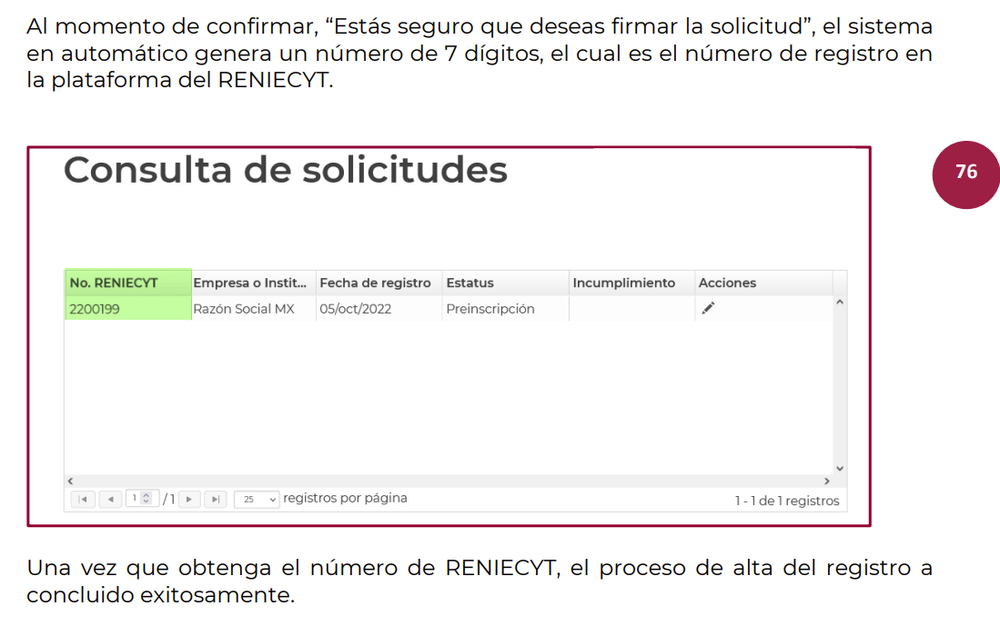 Al momento de confirmar, “Estás seguro que deseas firmar la solicitud”, el sistema
en automático genera un número de 7 dígitos, el cual es el número de registro en
la plataforma del RENIECYT.
76
Consulta de solicitudes
No. RENIECYT Empresa o Instit... Fecha de registro Estatus Incumplimiento Acciones
2200199 Razón Social MX 05/oct/2022 Preinscripción
1 / 1 25 registros por página 1 - 1 de 1 registros
Una vez que obtenga el número de RENIECYT, el proceso de alta del registro a
concluido exitosamente.